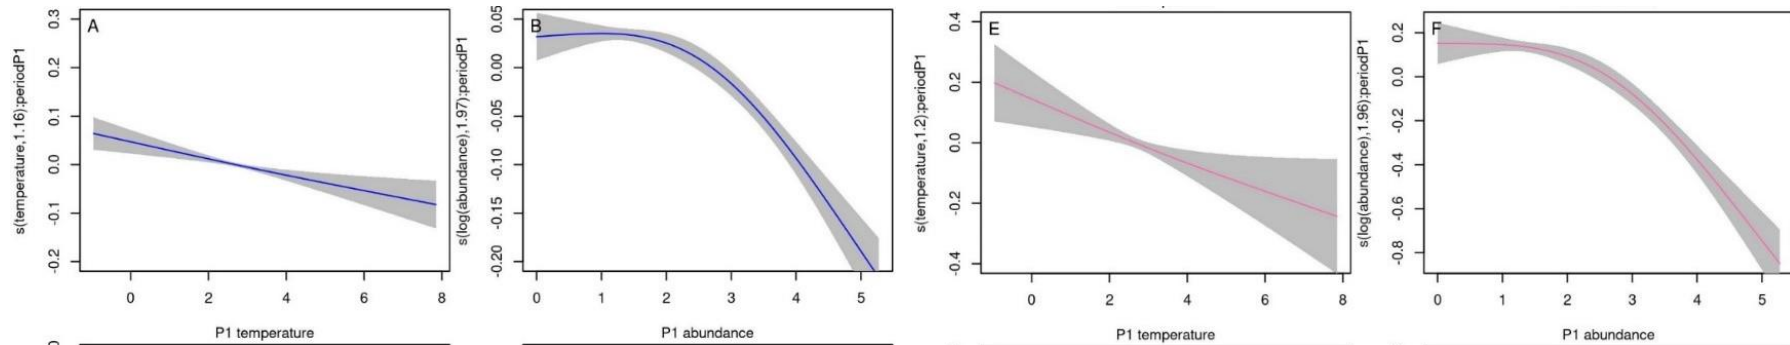 A
s(temperature,1.16):periodP1
0.3
0.2
0.1
0.0
-0.1
-0.2
0 2 4 6 8
P1 temperature
B
s(log(abundance),1.97):periodP1
0.05
0.00
-0.05
-0.10
-0.15
-0.20
0 1 2 3 4 5
P1 abundance
E
s(temperature,1.2):periodP1
0.4
0.2
0.0
-0.2
-0.4
0 2 4 6 8
P1 temperature
F
s(log(abundance),1.96):periodP1
0.2
0.0
-0.2
-0.4
-0.6
-0.8
0 1 2 3 4 5
P1 abundance